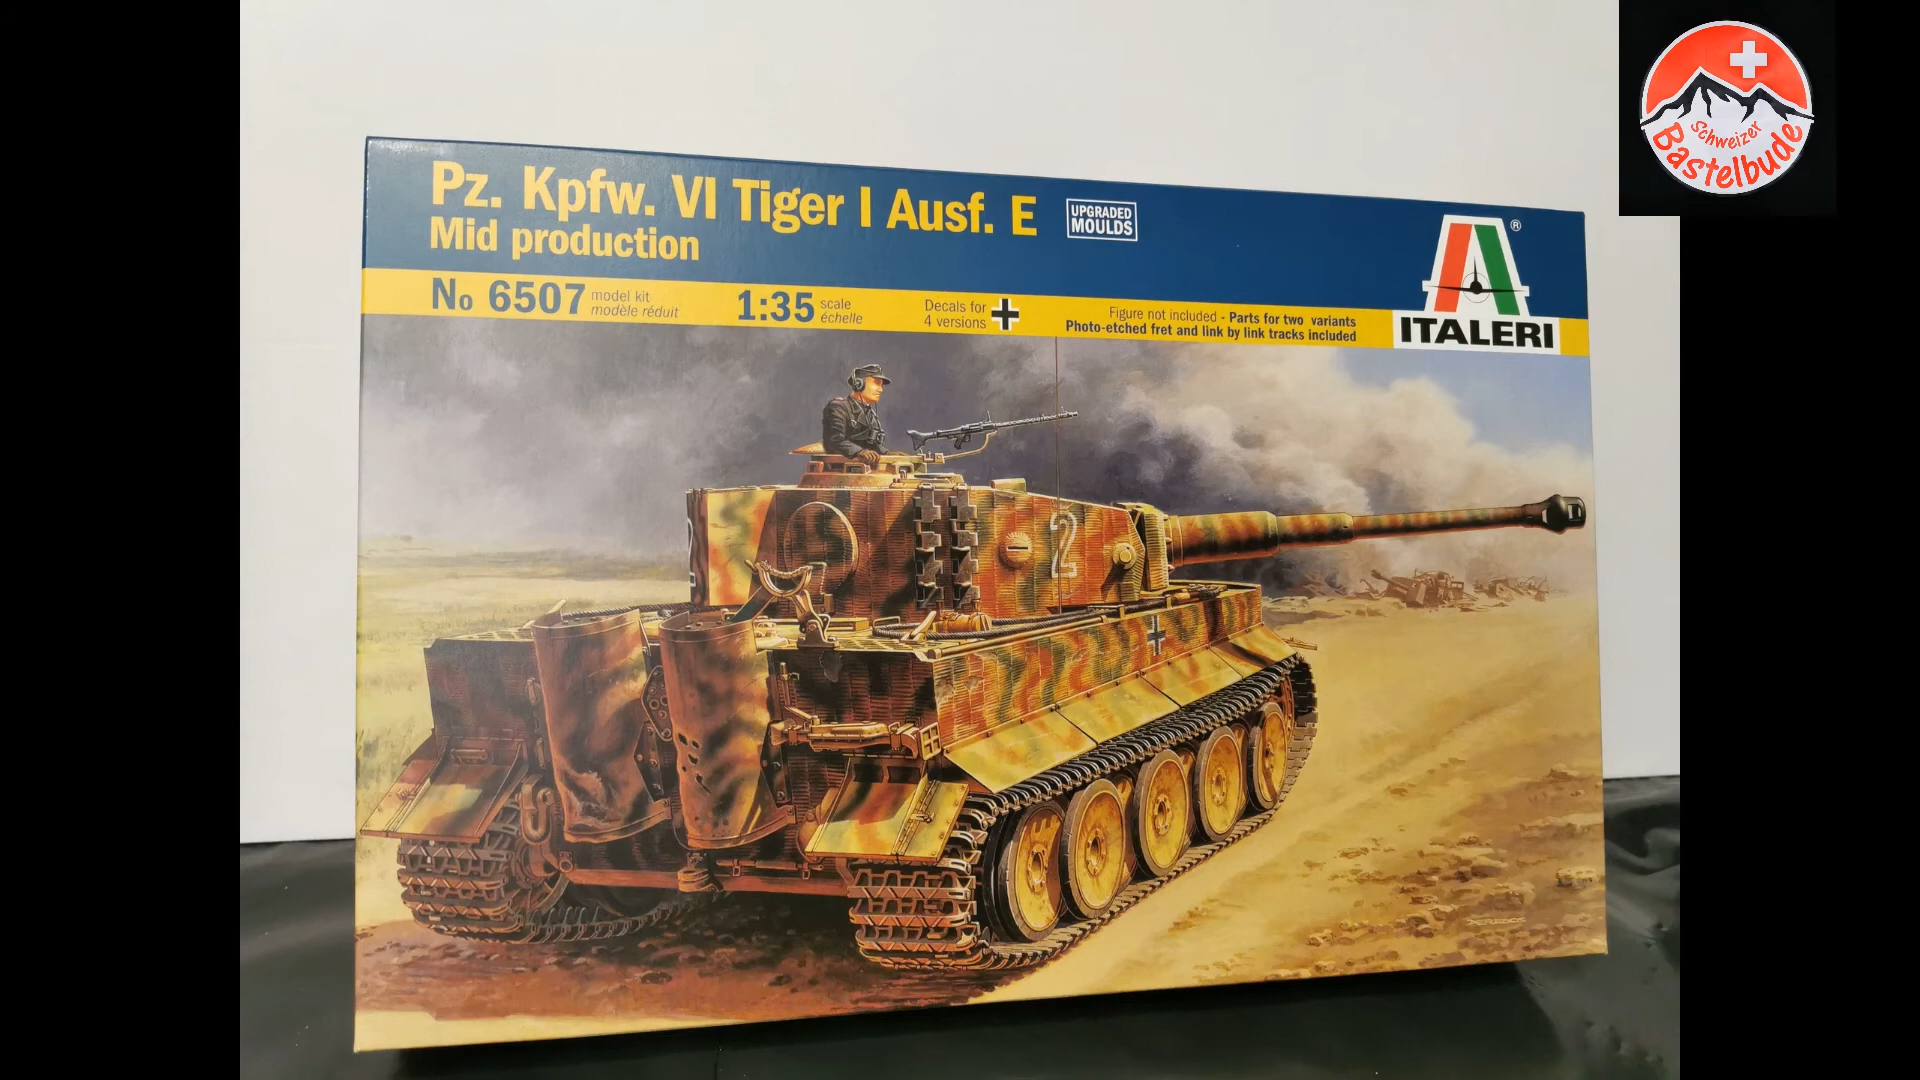 Schweizer
Bastelbude
Pz. Kpfw. VI Tiger I Ausf. E
Mid production
UPGRADED
MOULDS
No 6507
model kit
modèle réduit
1:35
scale
échelle
Decals for
4 versions
Figure not included - Parts for two variants
Photo-etched fret and link by link tracks included
®
ITALERI
2
2